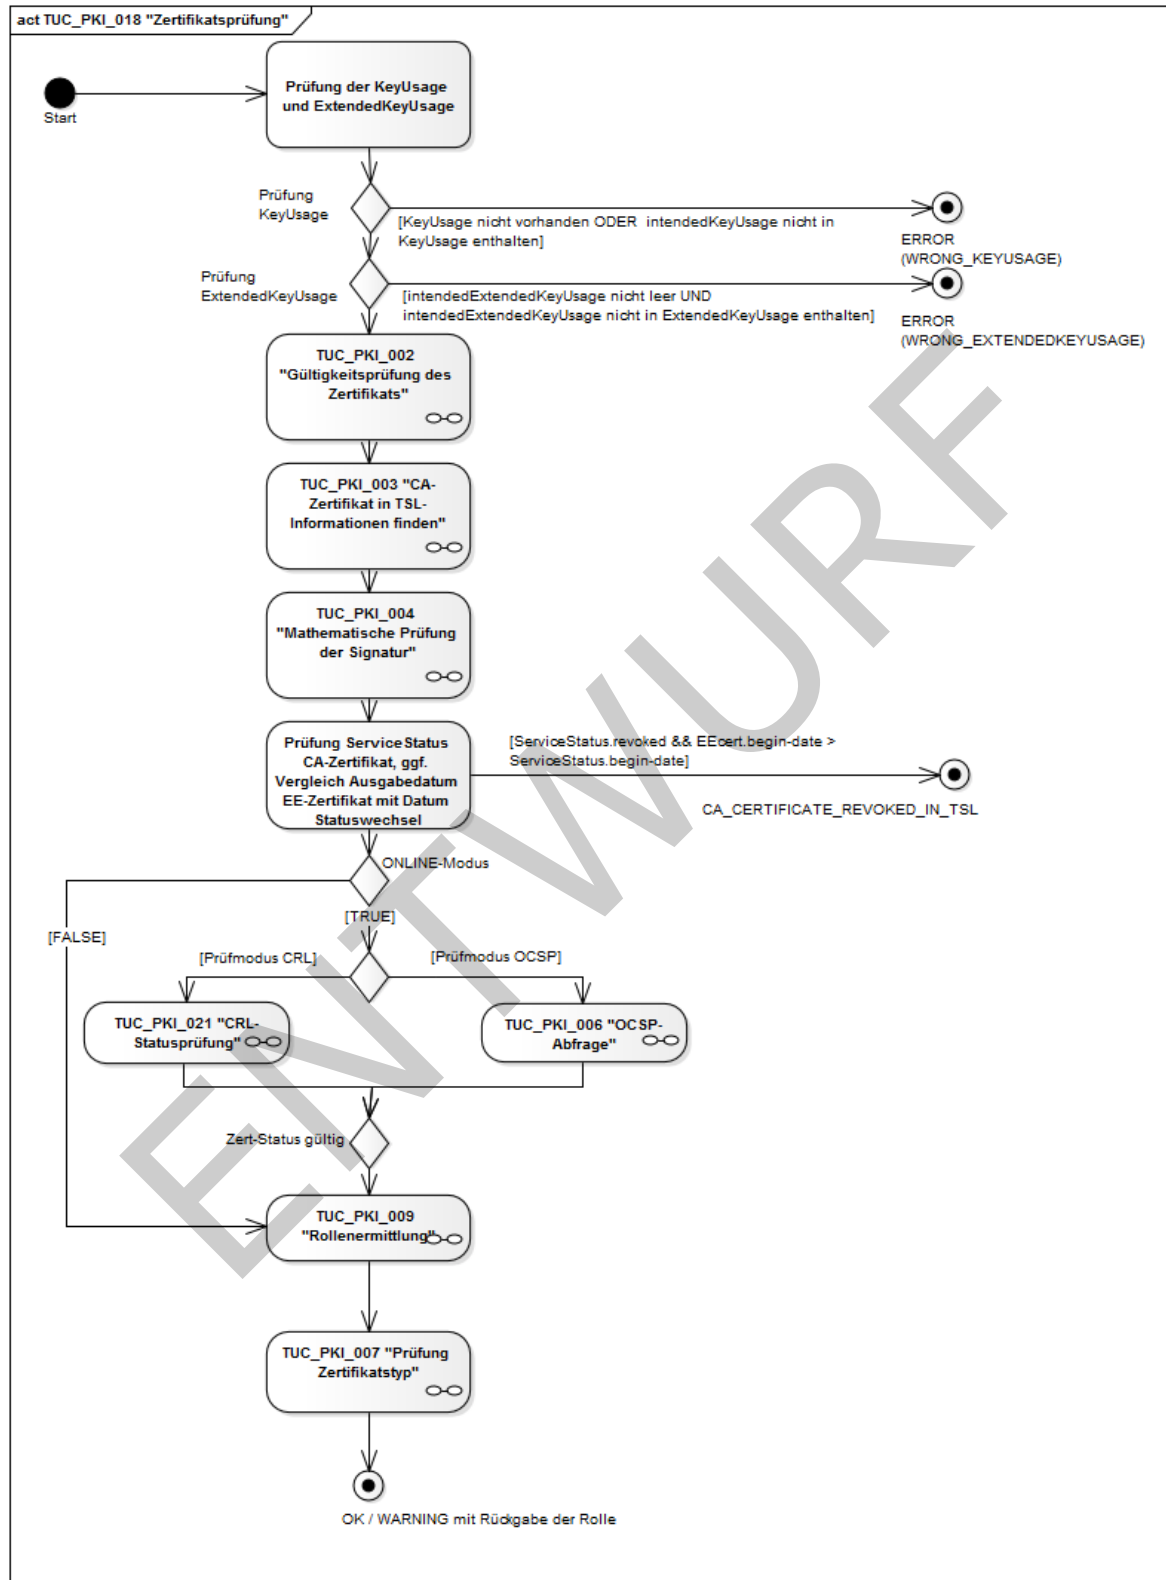 act TUC_PKI_018 "Zertifikatsprüfung"
Prüfung der KeyUsage
und ExtendedKeyUsage
Start
Prüfung
KeyUsage
[KeyUsage nicht vorhanden ODER  intendedKeyUsage nicht in
KeyUsage enthalten]
ERROR
(WRONG_KEYUSAGE)
Prüfung
ExtendedKeyUsage
[intendedExtendedKeyUsage nicht leer UND
intendedExtendedKeyUsage nicht in ExtendedKeyUsage enthalten]
ERROR
(WRONG_EXTENDEDKEYUSAGE)
TUC_PKI_002
"Gültigkeitsprüfung des
Zertifikats"
TUC_PKI_003 "CA-
Zertifikat in TSL-
Informationen finden"
TUC_PKI_004
"Mathematische Prüfung
der Signatur"
Prüfung ServiceStatus
CA-Zertifikat, ggf.
Vergleich Ausgabedatum
EE-Zertifikat mit Datum
Statuswechsel
[ServiceStatus.revoked && EEcert.begin-date >
ServiceStatus.begin-date]
CA_CERTIFICATE_REVOKED_IN_TSL
ONLINE-Modus
[TRUE]
[FALSE]
[Prüfmodus CRL]
[Prüfmodus OCSP]
TUC_PKI_021 "CRL-
Statusprüfung"
TUC_PKI_006 "OCSP-
Abfrage"
Zert-Status gültig
TUC_PKI_009
"Rollenermittlung"
TUC_PKI_007 "Prüfung
Zertifikatstyp"
OK / WARNING mit Rückgabe der Rolle
ENTWURF